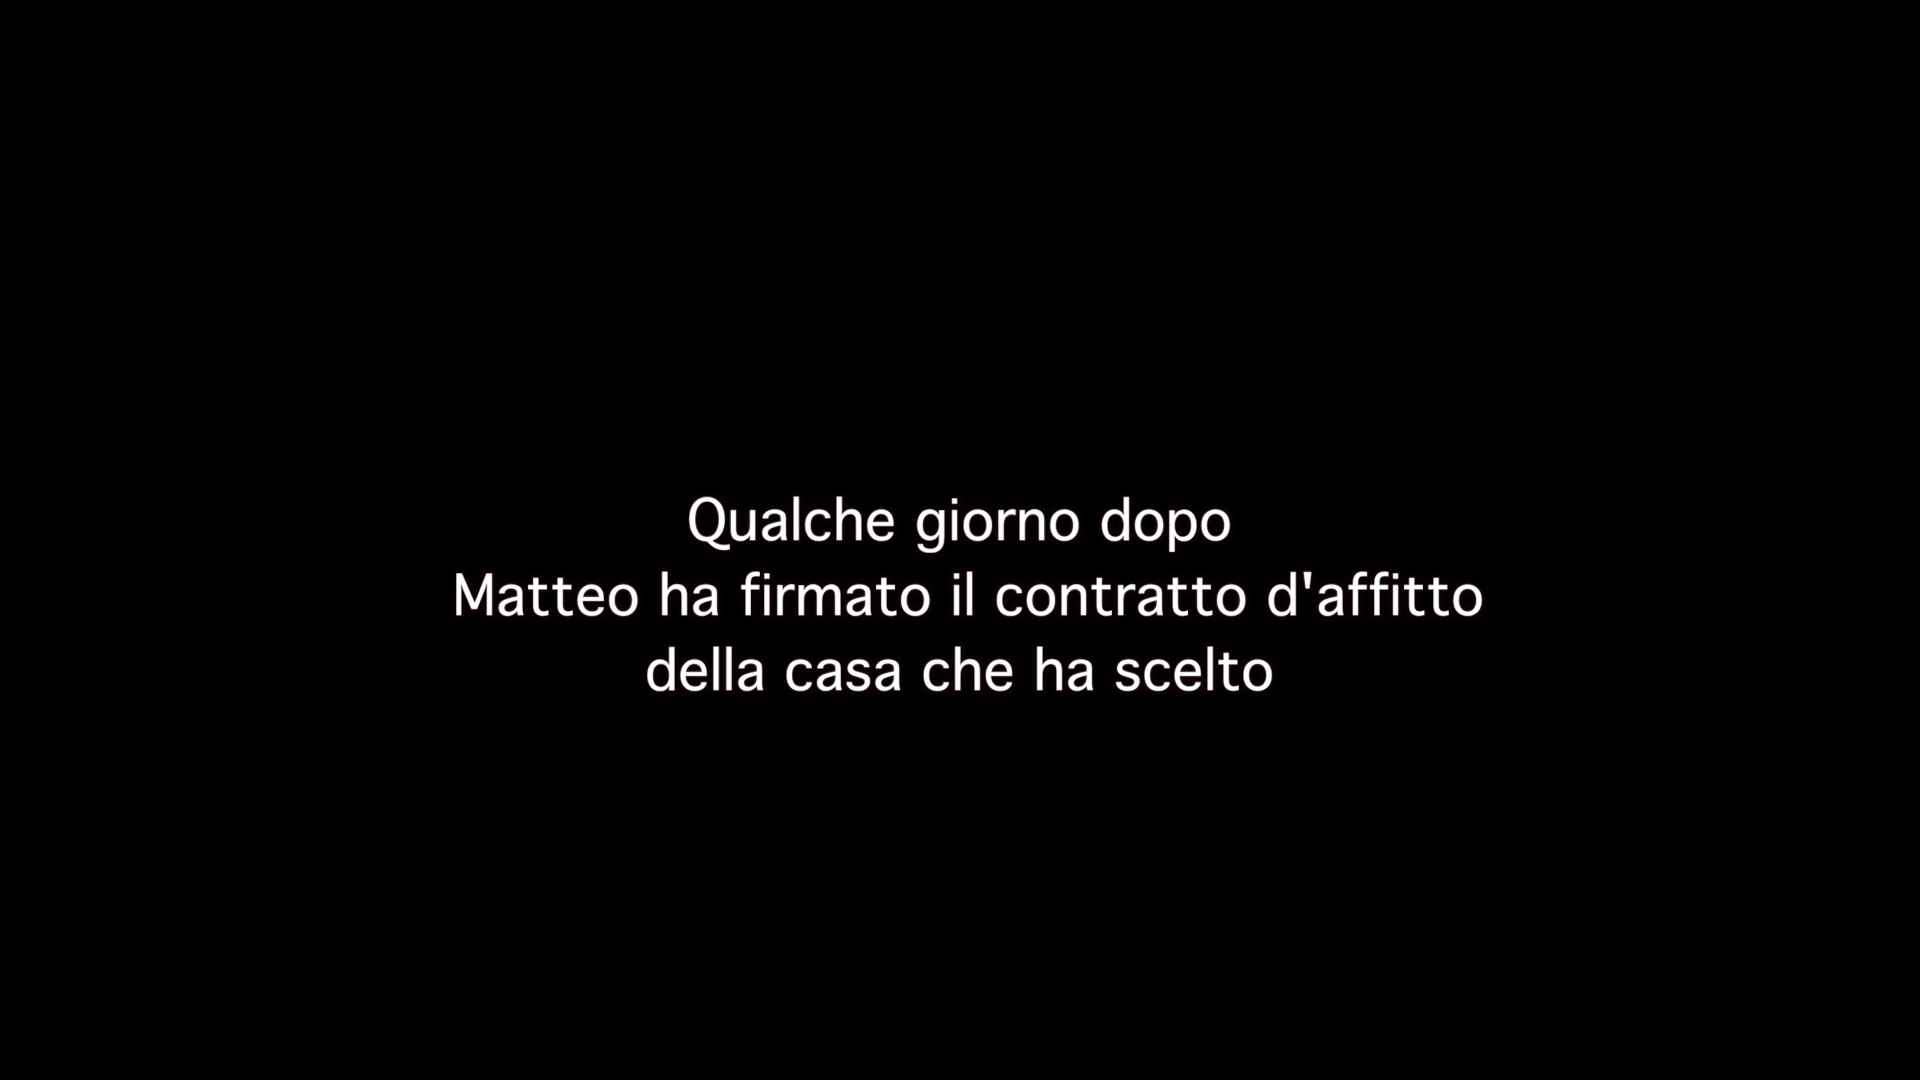 Qualche giorno dopo
Matteo ha firmato il contratto d'affitto
della casa che ha scelto